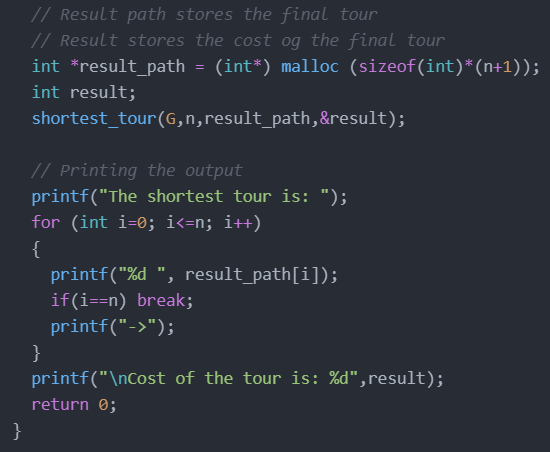 // Result path stores the final tour
// Result stores the cost og the final tour
int *result_path = (int*) malloc (sizeof(int)*(n+1));
int result;
shortest_tour(G,n,result_path,&result);
// Printing the output
printf("The shortest tour is: ");
for (int i=0; i<=n; i++)
{
printf("%d ", result_path[i]);
if(i==n) break;
printf("->");
}
printf("\nCost of the tour is: %d",result);
return 0;
}